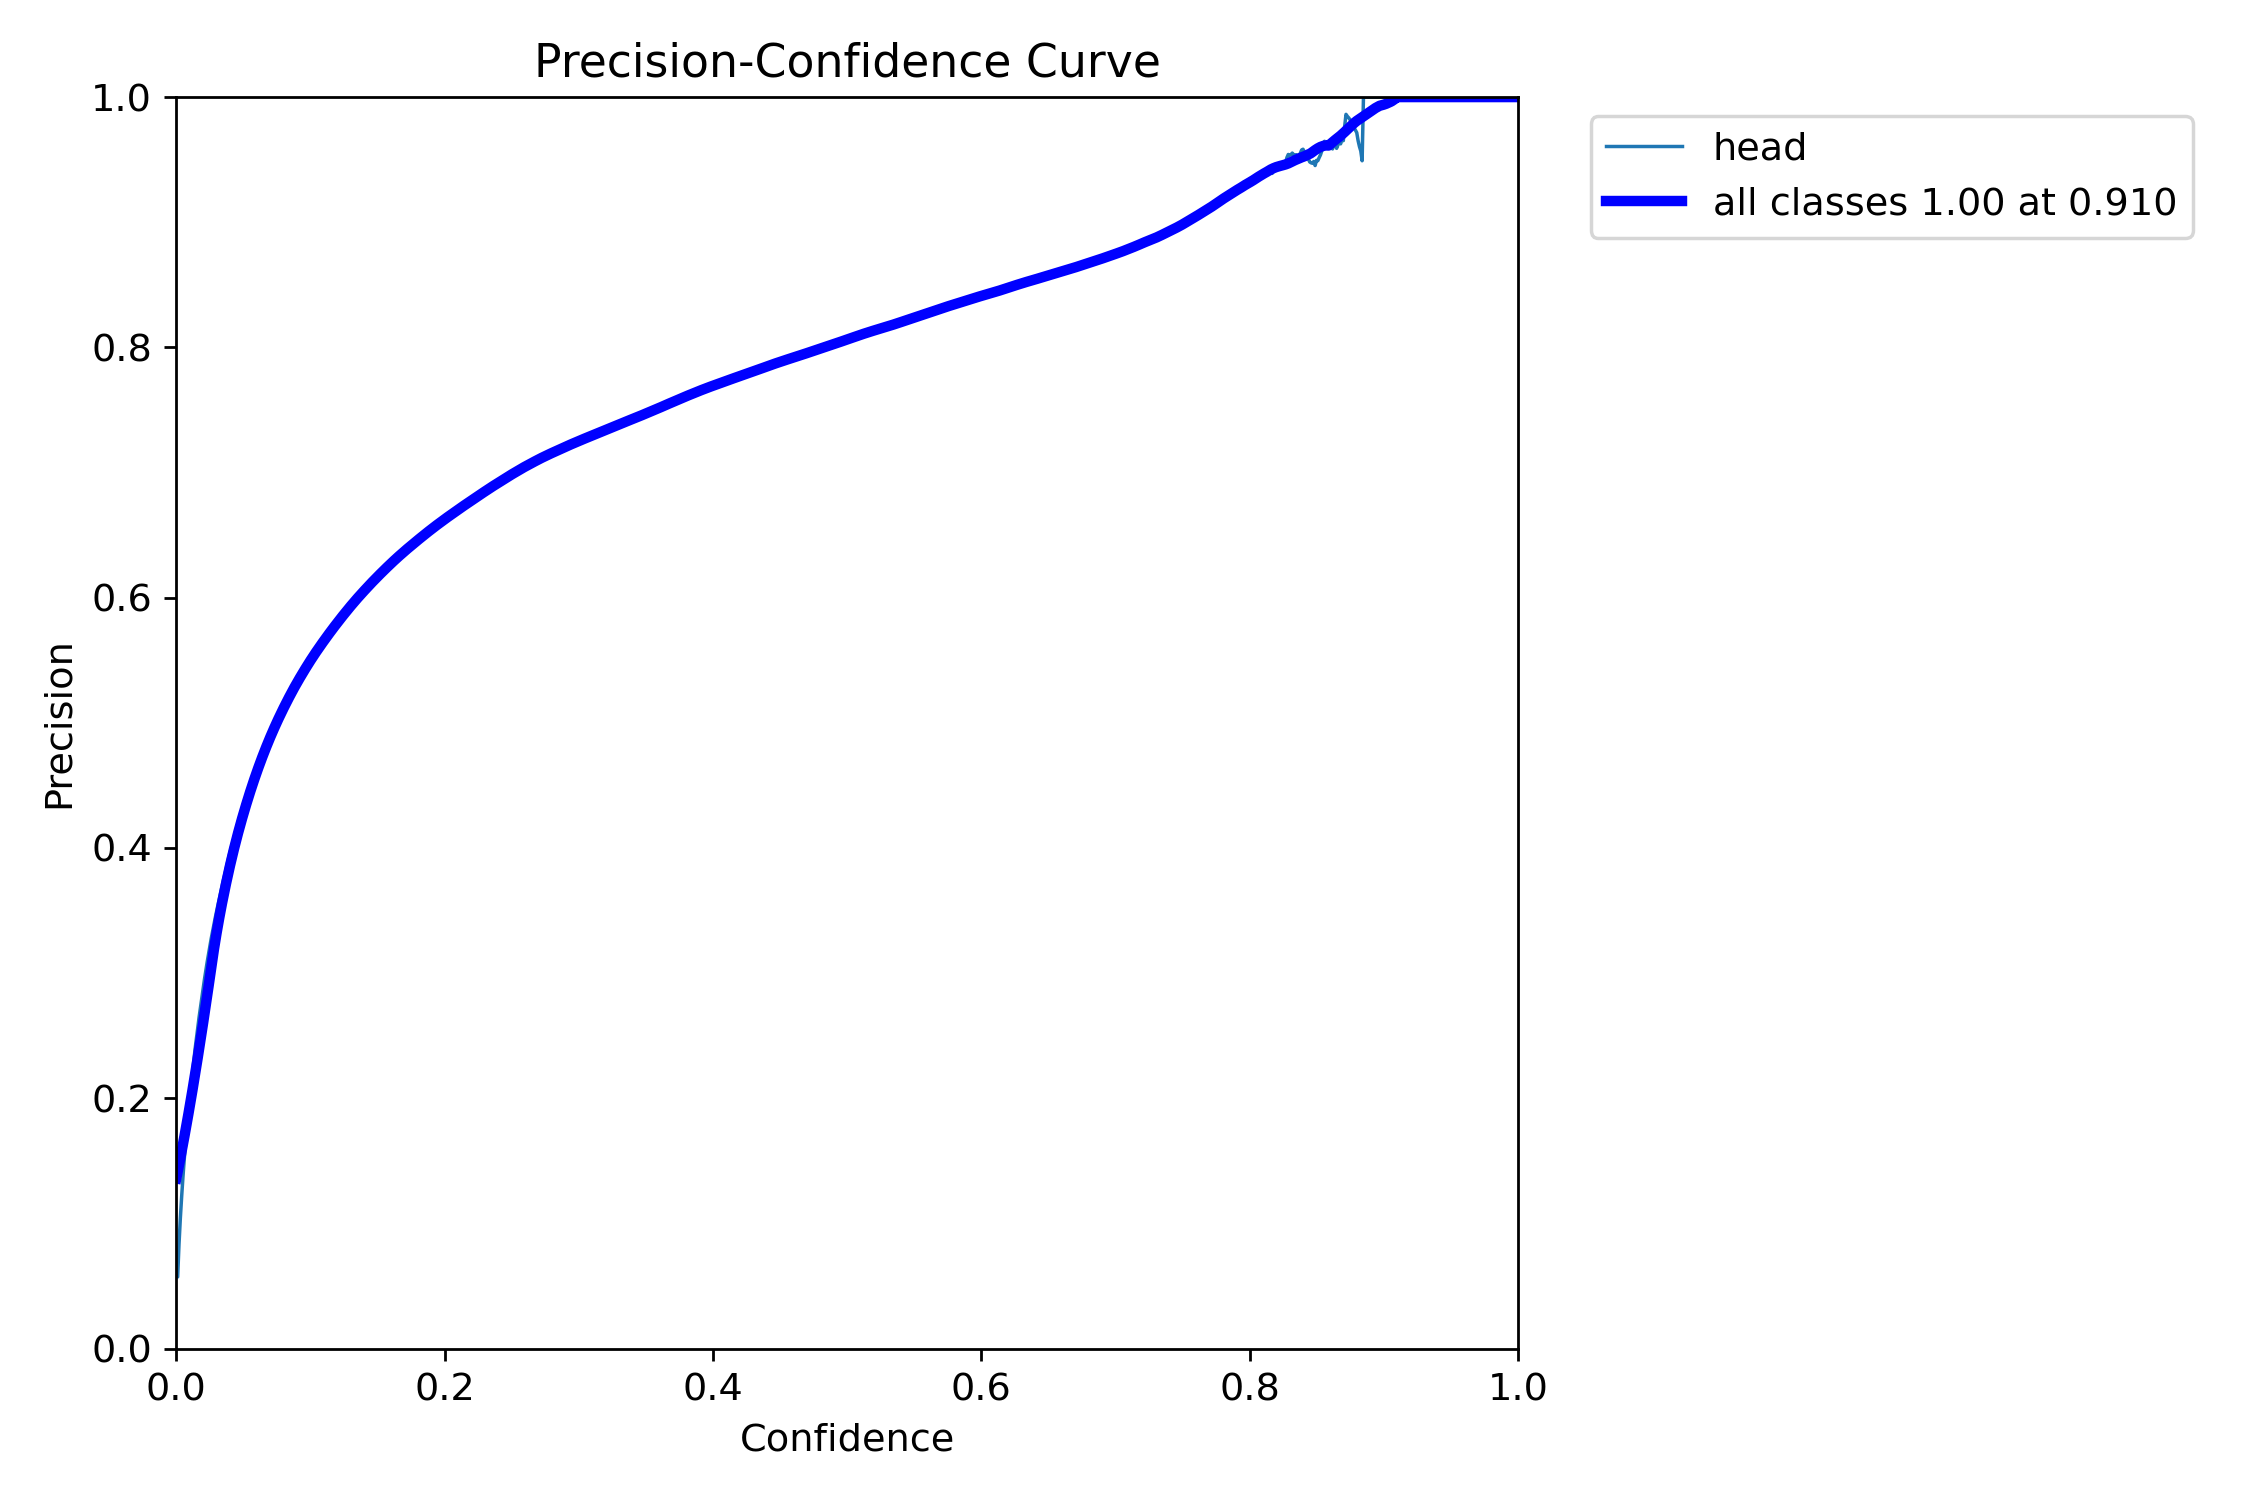 Precision-Confidence Curve
1.0
0.8
0.6
0.4
0.2
0.0
Precision
0.0 0.2 0.4 0.6 0.8 1.0
Confidence
head
all classes 1.00 at 0.910